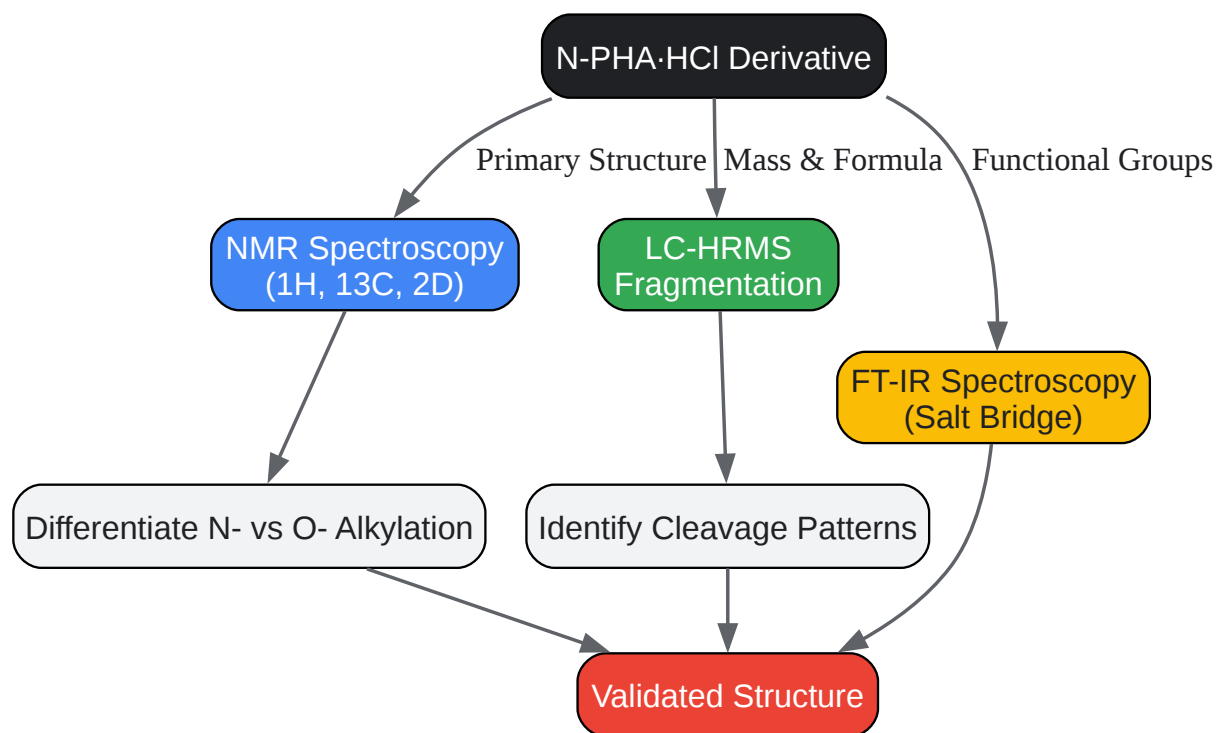 N-PHA·HCl Derivative
Primary Structure
Mass & Formula
Functional Groups
NMR Spectroscopy
(1H, 13C, 2D)
LC-HRMS
Fragmentation
FT-IR Spectroscopy
(Salt Bridge)
Differentiate N- vs O- Alkylation
Identify Cleavage Patterns
Validated Structure